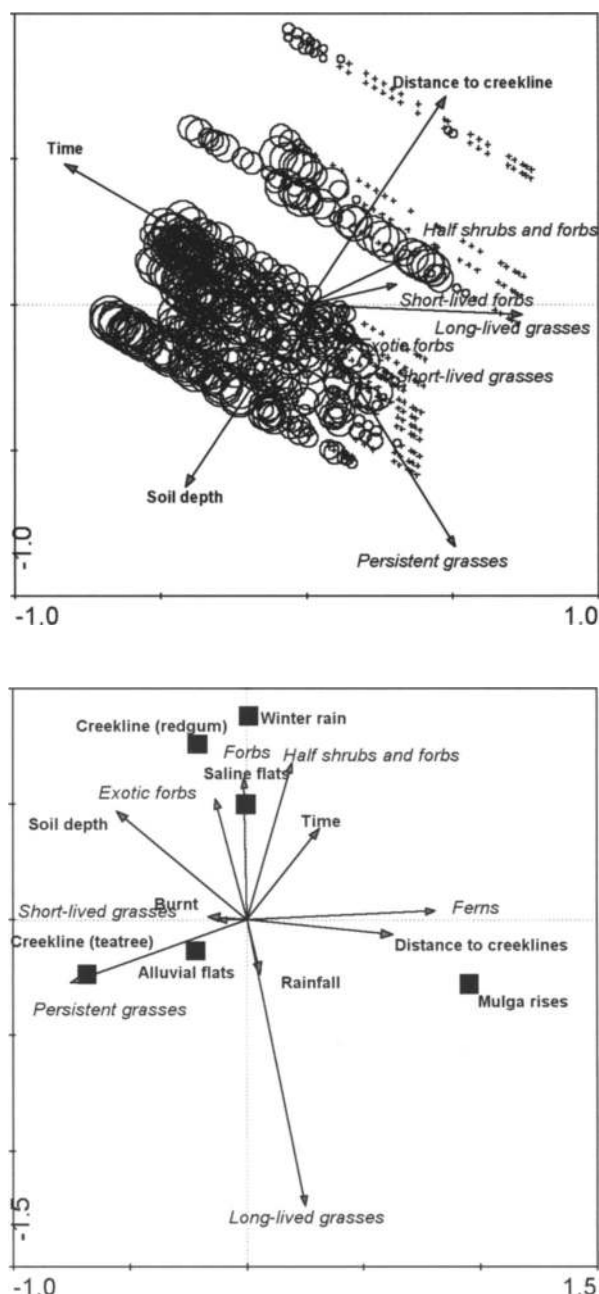 Distance to creekline
Time
Half shrubs and forbs
Short-lived forbs
Long-lived grasses
Exotic forbs
Short-lived grasses
Soil depth
Persistent grasses
-1.0
-1.0 1.0
Creekline (redgum) Winter rain
Forbs Half shrubs and forbs
Saline flats
Exotic forbs
Soil depth Time
Burnt
Short-lived grasses Ferns
Creekline (teatree) Distance to creeklines
Alluvial flats Rainfall
Persistent grasses Mulga rises
Long-lived grasses
-1.5
-1.0 1.5